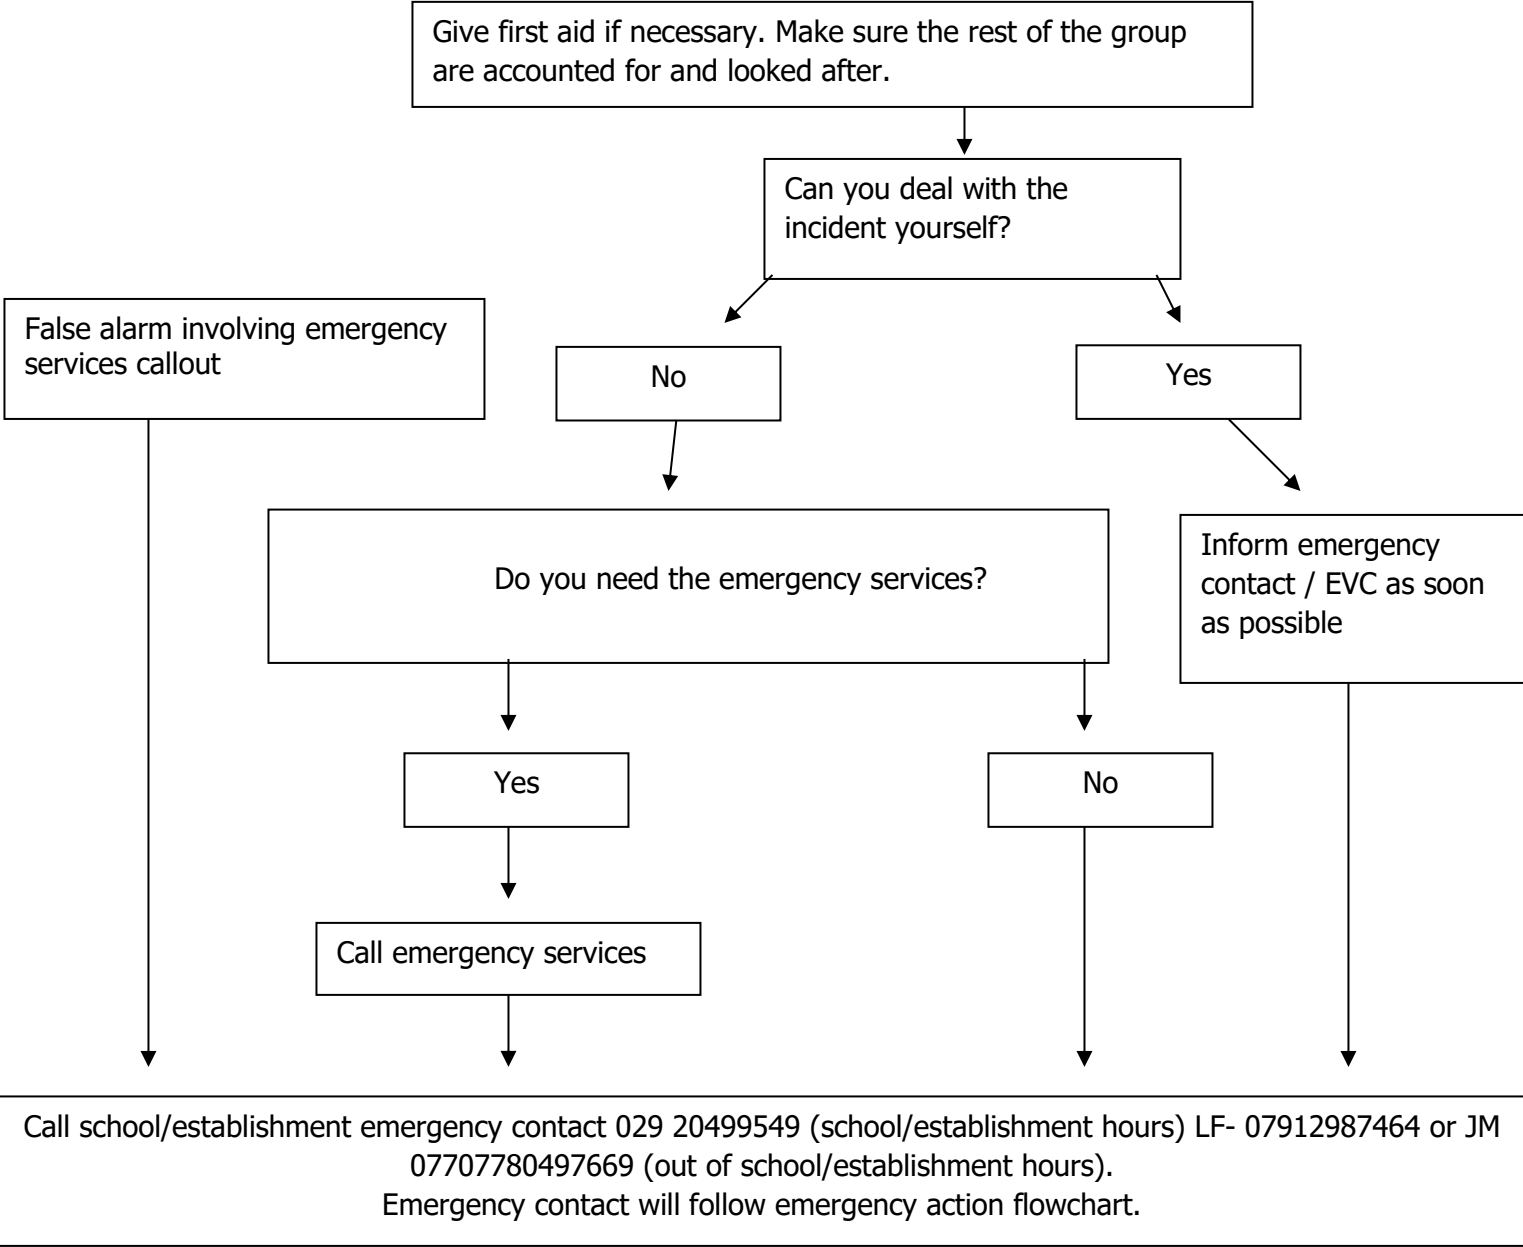 Give first aid if necessary. Make sure the rest of the group
are accounted for and looked after.
Can you deal with the
incident yourself?
False alarm involving emergency
services callout
No
Yes
Do you need the emergency services?
Inform emergency
contact / EVC as soon
as possible
Yes
No
Call emergency services
Call school/establishment emergency contact 029 20499549 (school/establishment hours) LF- 07912987464 or JM
07707780497669 (out of school/establishment hours).
Emergency contact will follow emergency action flowchart.